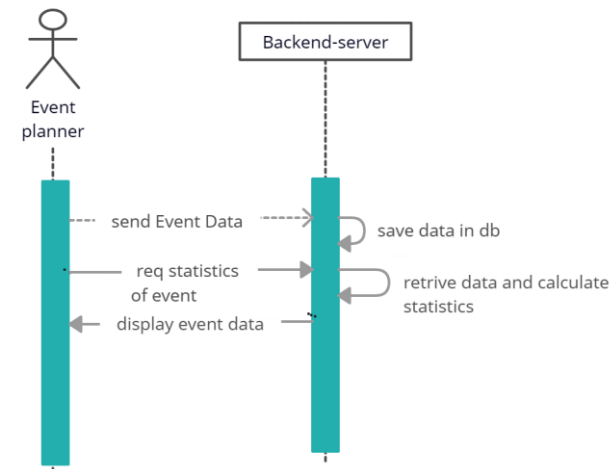 Backend-server
Event
planner
send Event Data
save data in db
req statistics
of event
retrive data and calculate
statistics
display event data